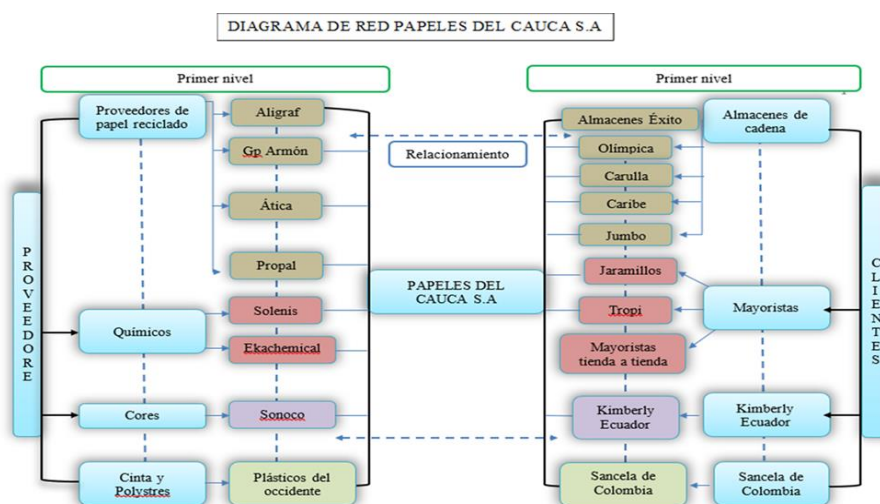 DIAGRAMA DE RED PAPELES DEL CAUCA S.A
Primer nivel
Primer nivel
PROVEEDORE
Proveedores de
papel reciclado
Químicos
Cores
Cinta y
Polystres
Aligraf
Gp Armón
Ática
Propal
Solenis
Ekachemical
Sonoco
Plásticos del
occidente
Relacionamiento
PAPELES DEL
CAUCA S.A
Almacenes Éxito
Olímpica
Carulla
Caribe
Jumbo
Jaramillos
Tropi
Mayoristas
tienda a tienda
Kimberly
Ecuador
Sancela de
Colombia
Almacenes de
cadena
Mayoristas
Kimberly
Ecuador
Sancela de
Colombia
CLIENTES